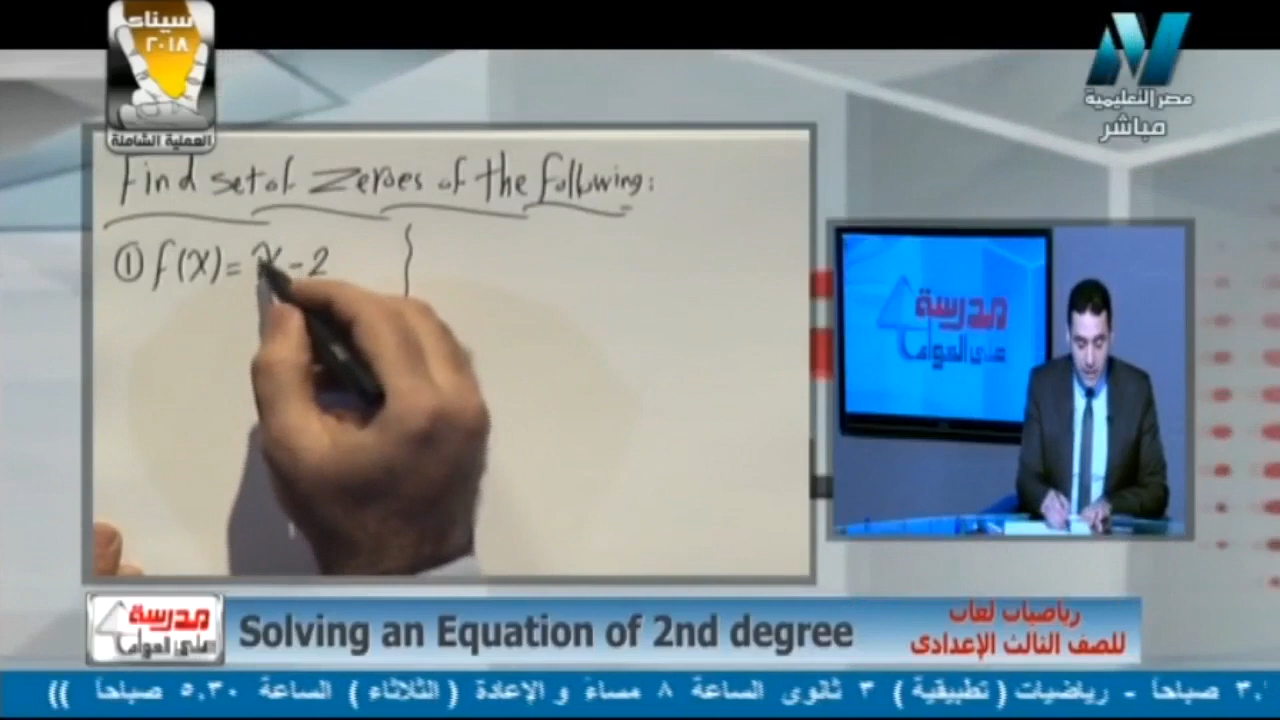 سيناء
٢٠١٨
العملية الشاملة
مصر التعليمية
مباشر
Find set of Zeroes of the following:
① f(x) = x - 2
مدرسة
على الهواء
مدرسة
على الهواء
Solving an Equation of 2nd degree
رياضيات لغات
للصف الثالث الإعدادى
صباحاً - رياضيات (تطبيقية) ٣ ثانوى الساعة ٨ مساءً و الإعادة (الثلاثاء) الساعة ٥,٣٠ صباحاً ((